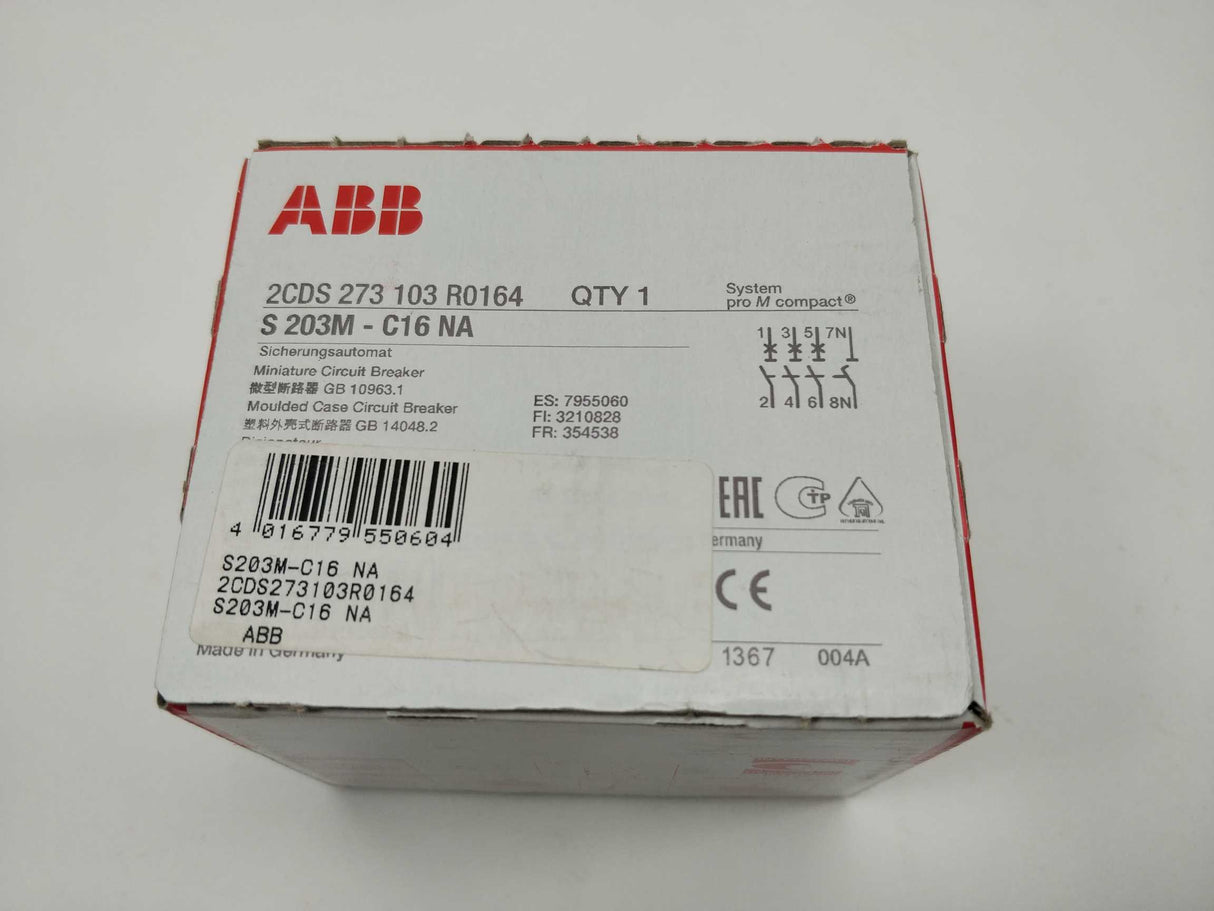 ABB
2CDS 273 103 R0164 QTY 1
System
pro M compact®
S 203M - C16 NA
1 3 5 7N
2 4 6 8N
Sicherungsautomat
Miniature Circuit Breaker
微型断路器 GB 10963.1
Moulded Case Circuit Breaker
塑料外壳式断路器 GB 14048.2
ES: 7955060
FI: 3210828
FR: 354538
EAC
4 016779 550604
S203M-C16 NA
2CDS273103R0164
S203M-C16 NA
ABB
ermany
CE
Made in Germany
1367 004A